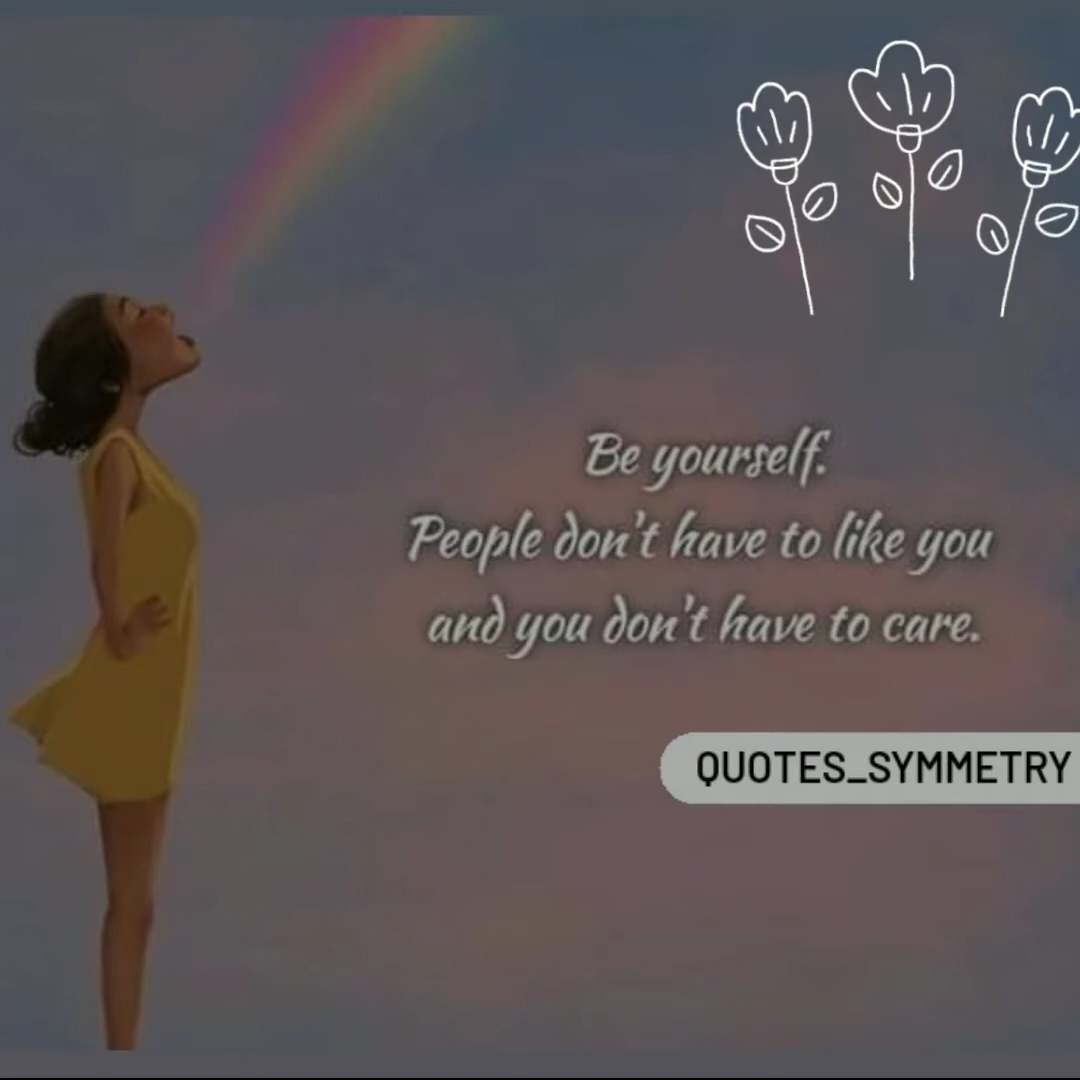 Be yourself.
People don't have to like you
and you don't have to care.
QUOTES_SYMMETRY